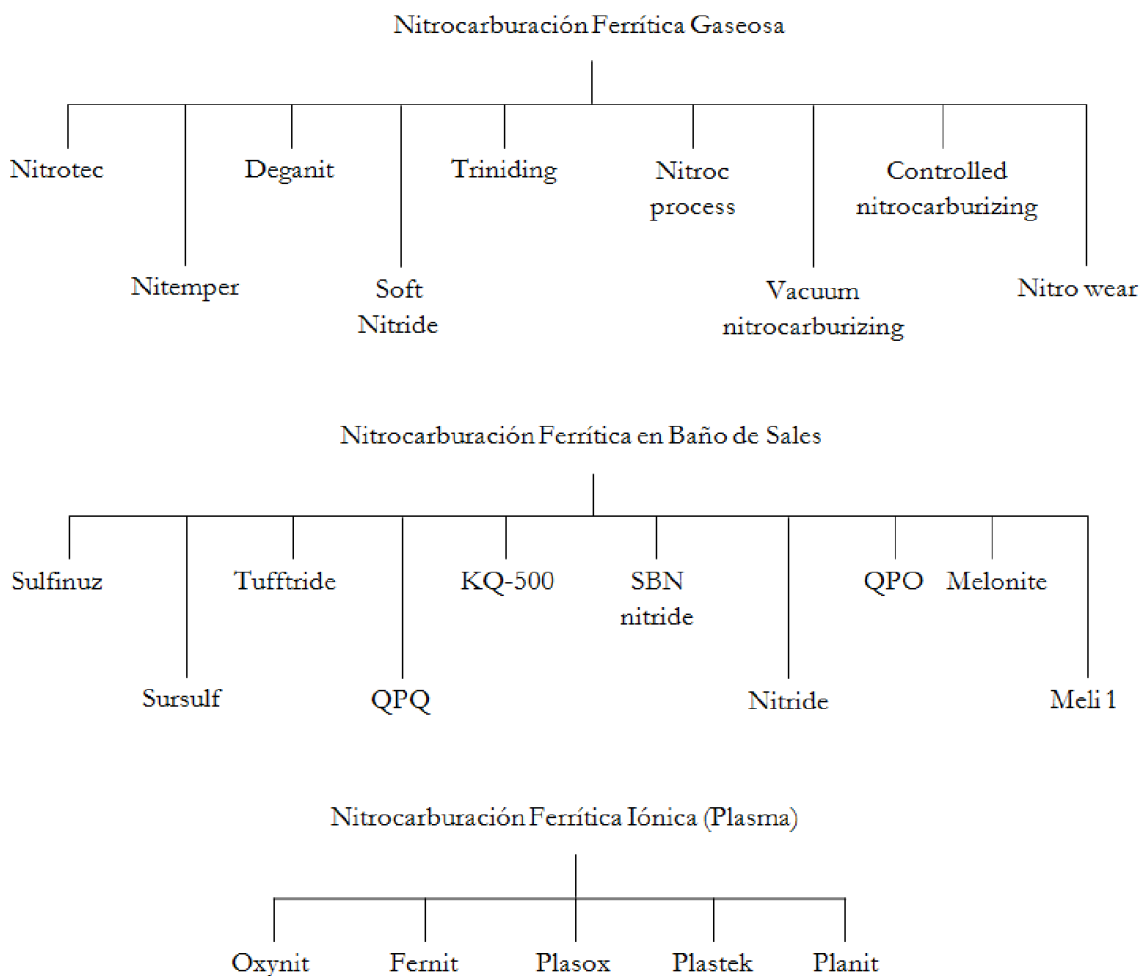 Nitrocarburación Ferrítica Gaseosa
Nitrotec
Deganit
Triniding
Nitroc
process
Controlled
nitrocarburizing
Nitemper
Soft
Nitride
Vacuum
nitrocarburizing
Nitro wear
Nitrocarburación Ferrítica en Baño de Sales
Sulfinuz
Tufftride
KQ-500
SBN
nitride
QPO
Melonite
Sursulf
QPQ
Nitride
Meli 1
Nitrocarburación Ferrítica Iónica (Plasma)
Oxynit
Fernit
Plasox
Plastek
Planit